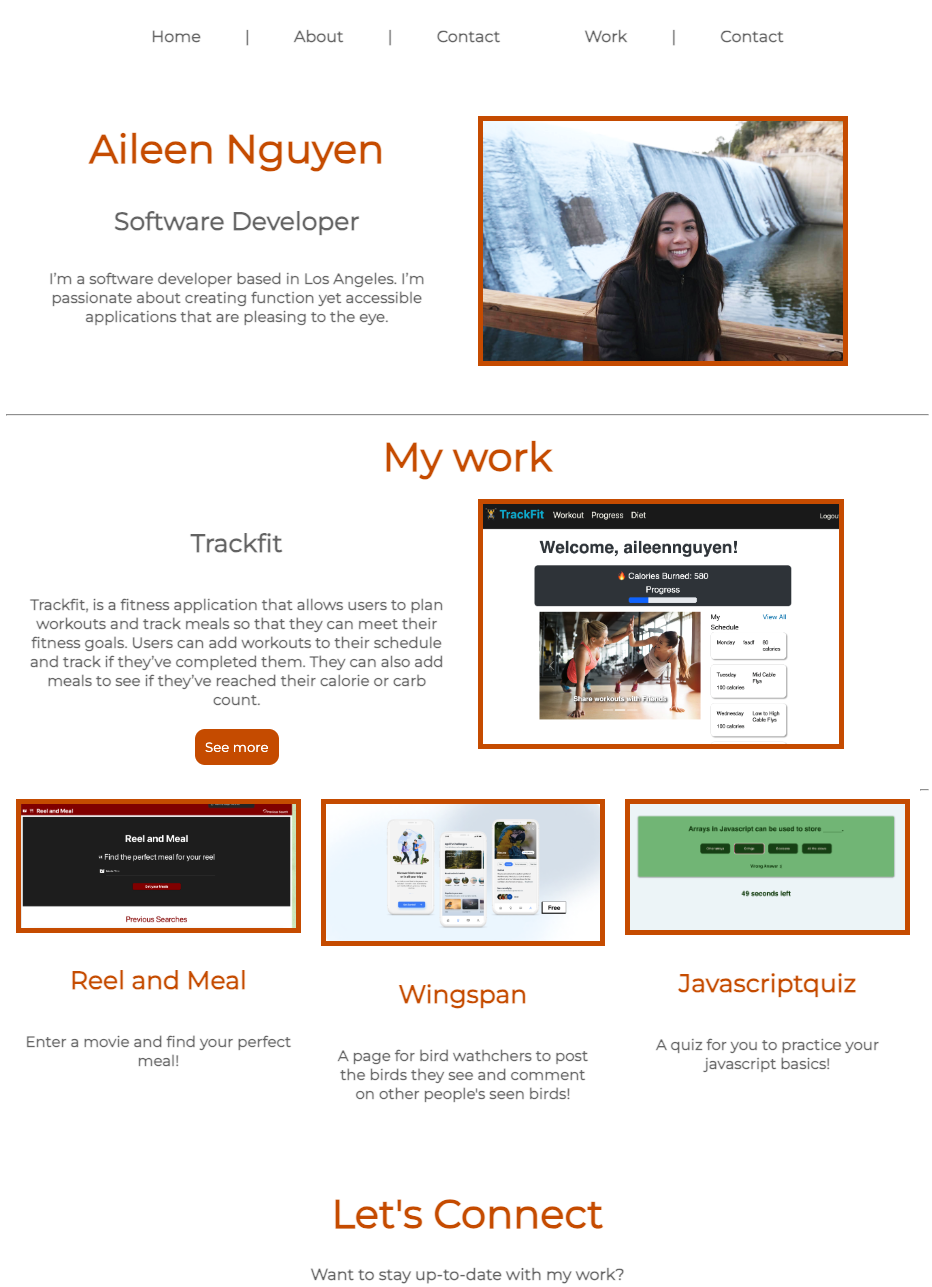 Home | About | Contact Work | Contact
Aileen Nguyen
Software Developer
I’m a software developer based in Los Angeles. I’m
passionate about creating function yet accessible
applications that are pleasing to the eye.
My work
Trackfit
Trackfit, is a fitness application that allows users to plan
workouts and track meals so that they can meet their
fitness goals. Users can add workouts to their schedule
and track if they’ve completed them. They can also add
meals to see if they’ve reached their calorie or carb
count.
See more
TrackFit Workout Progress Diet Logout
Welcome, aileennguyen!
Calories Burned: 580
Progress
My
Schedule
View All
Monday fasdf 80
calories
Tuesday Mid Cable
Flys
100 calories
Wednesday Low to High
Cable Flys
100 calories
Share workouts with Friends
Reel and Meal
Reel and Meal
Find the perfect meal for your reel
Previous Searches
Reel and Meal
Enter a movie and find your perfect
meal!
Free
Wingspan
A page for bird wathchers to post
the birds they see and comment
on other people's seen birds!
Arrays in Javascript can be used to store ____.
Wrong Answer :(
49 seconds left
Javascriptquiz
A quiz for you to practice your
javascript basics!
Let's Connect
Want to stay up-to-date with my work?